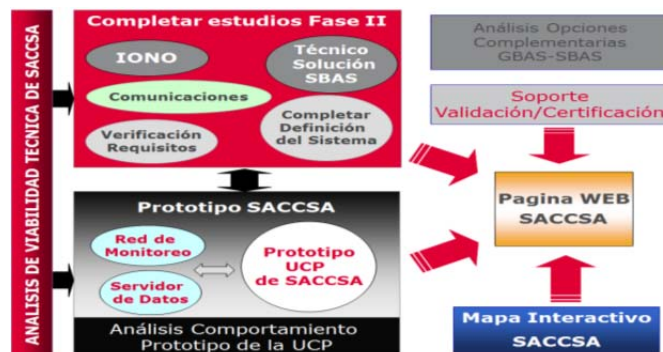 ANALISIS DE VIABILIDAD TECNICA DE SACCSA
Completar estudios Fase II
IONO
Técnico
Solución
SBAS
Comunicaciones
Verificación
Requisitos
Completar
Definición
del Sistema
Prototipo SACCSA
Red de
Monitoreo
Servidor
de Datos
Prototipo
UCP
de SACCSA
Análisis Comportamiento
Prototipo de la UCP
Análisis Opciones
Complementarias
GBAS-SBAS
Soporte
Validación/Certificación
Pagina WEB
SACCSA
Mapa Interactivo
SACCSA